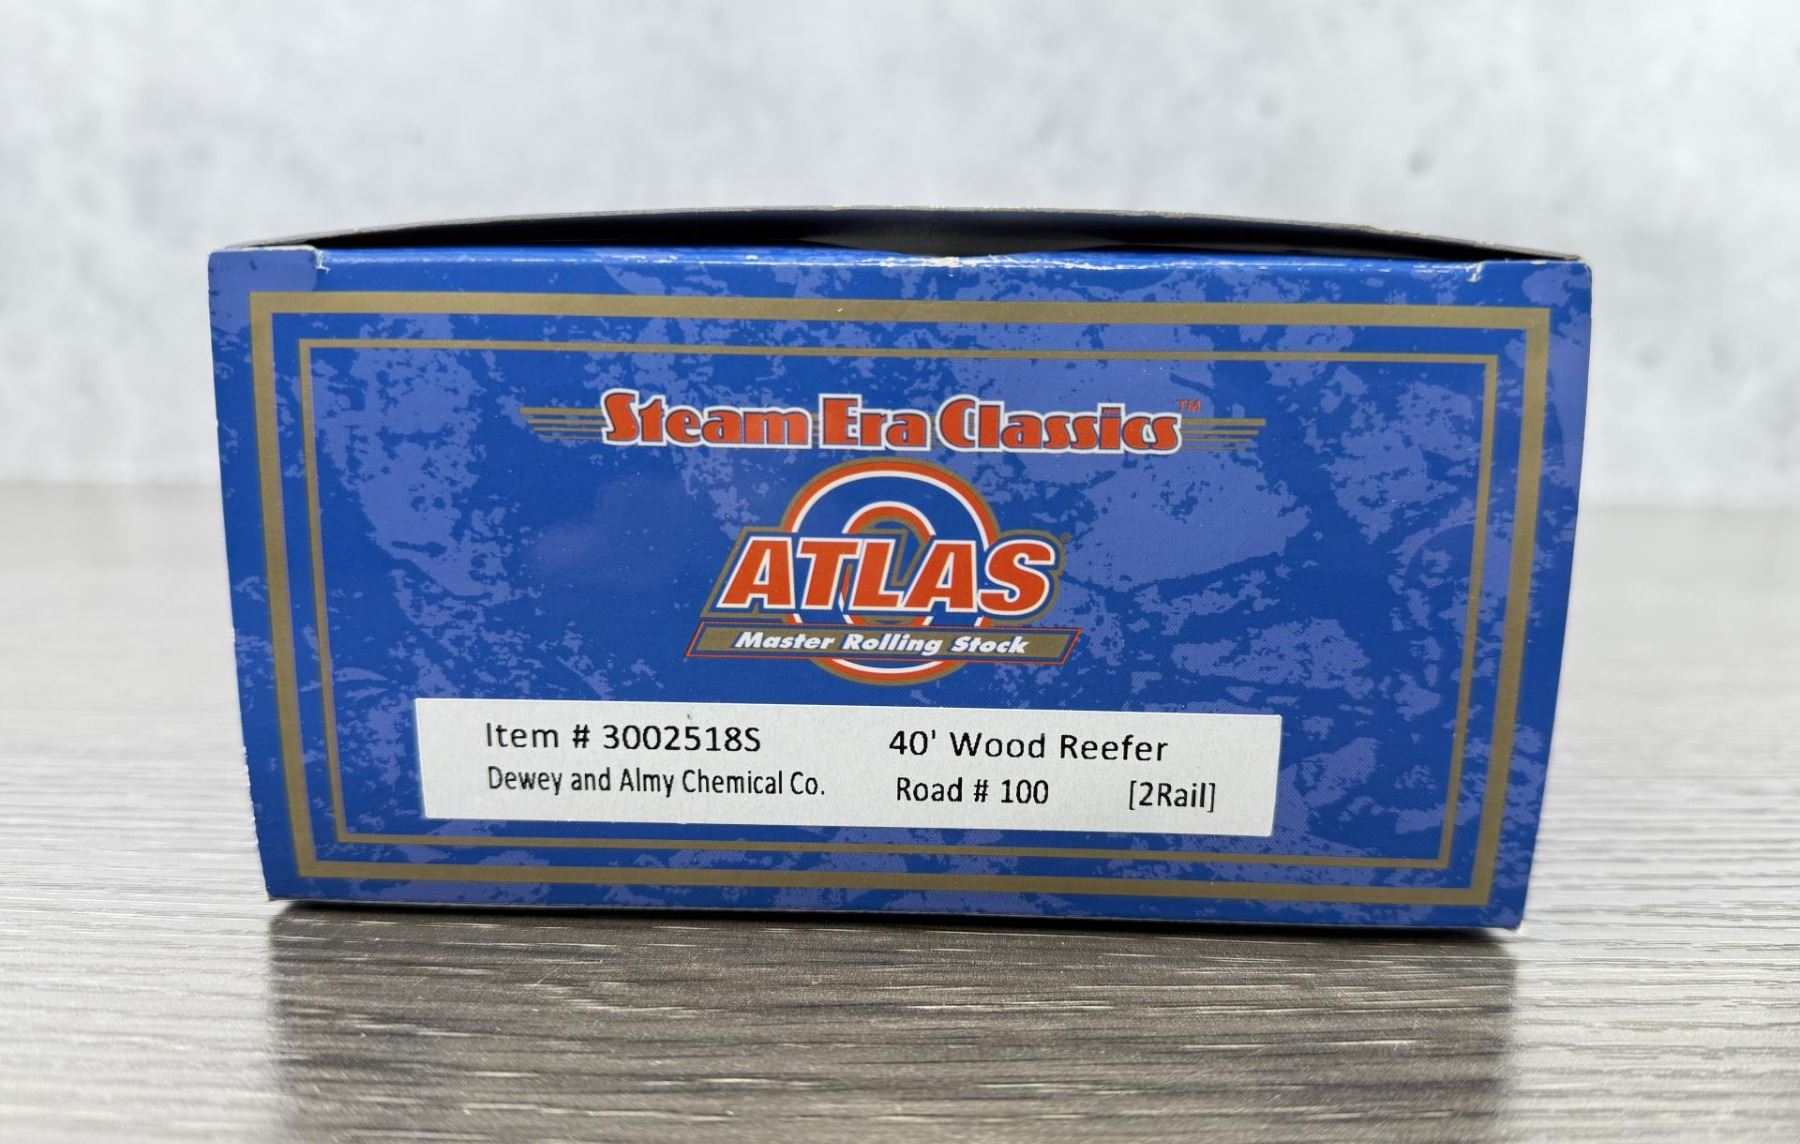 Steam Era Classics™
ATLAS®
Master Rolling Stock
Item # 3002518S 40' Wood Reefer
Dewey and Almy Chemical Co. Road # 100 [2Rail]